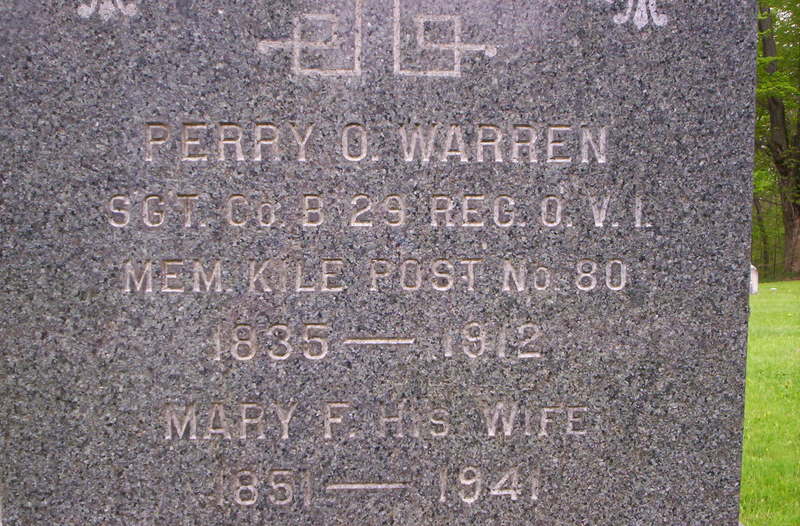 PERRY O. WARREN
SGT. Co. B 29 REG. O. V. I.
MEM. KILE POST No. 80
1835 — 1912
MARY F. HIS WIFE
1851 — 1941